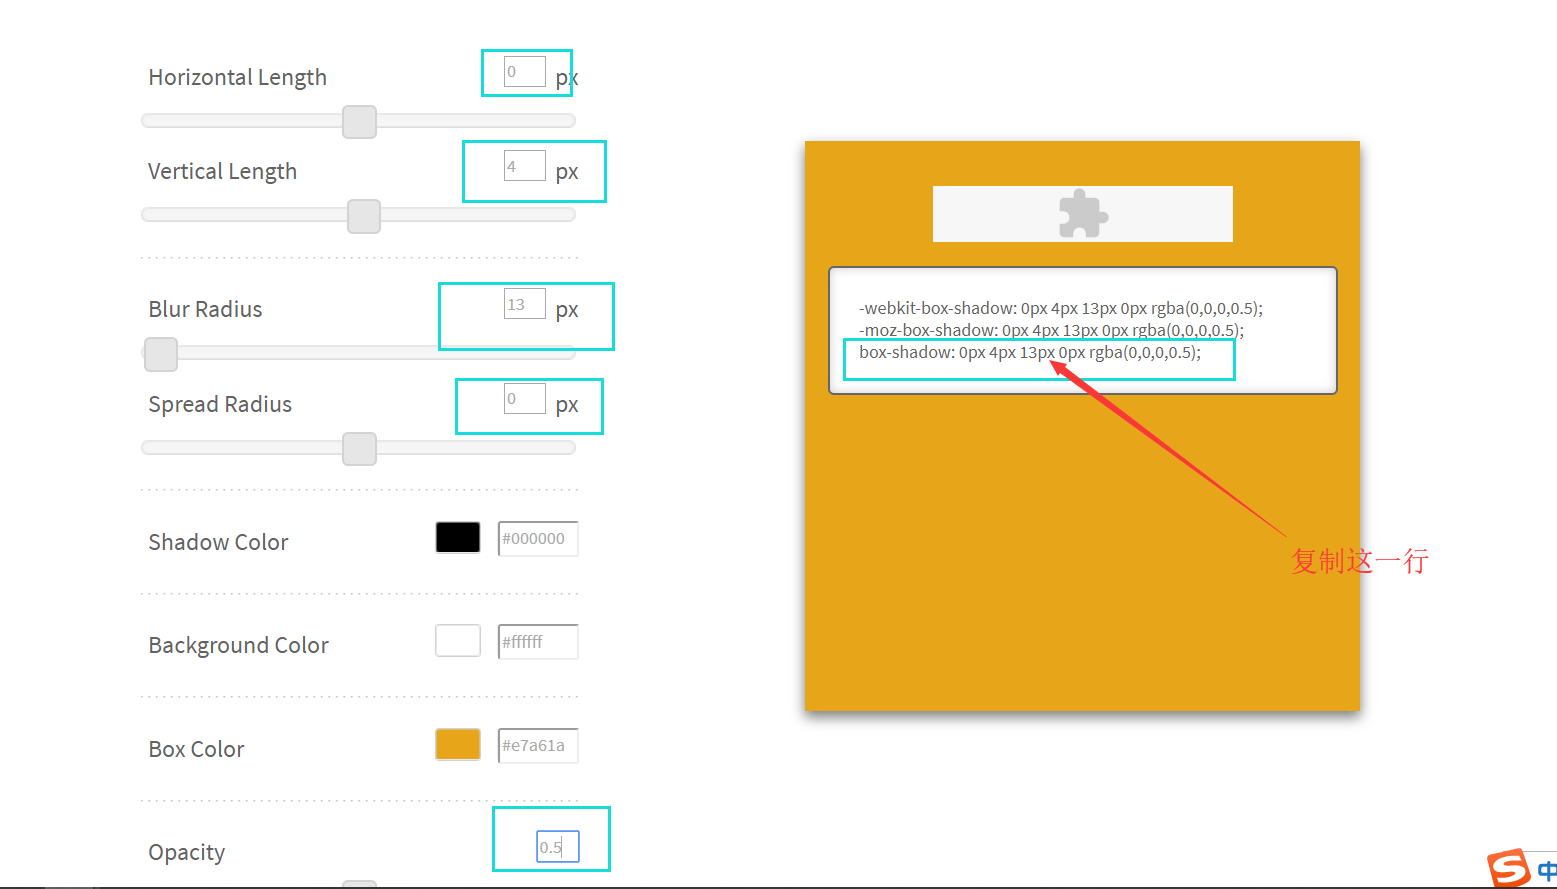 Horizontal Length
0 px
Vertical Length
4 px
Blur Radius
13 px
Spread Radius
0 px
Shadow Color
#000000
Background Color
#ffffff
Box Color
#e7a61a
Opacity
0.5
-webkit-box-shadow: 0px 4px 13px 0px rgba(0,0,0,0.5);
-moz-box-shadow: 0px 4px 13px 0px rgba(0,0,0,0.5);
box-shadow: 0px 4px 13px 0px rgba(0,0,0,0.5);
复制这一行
S
中